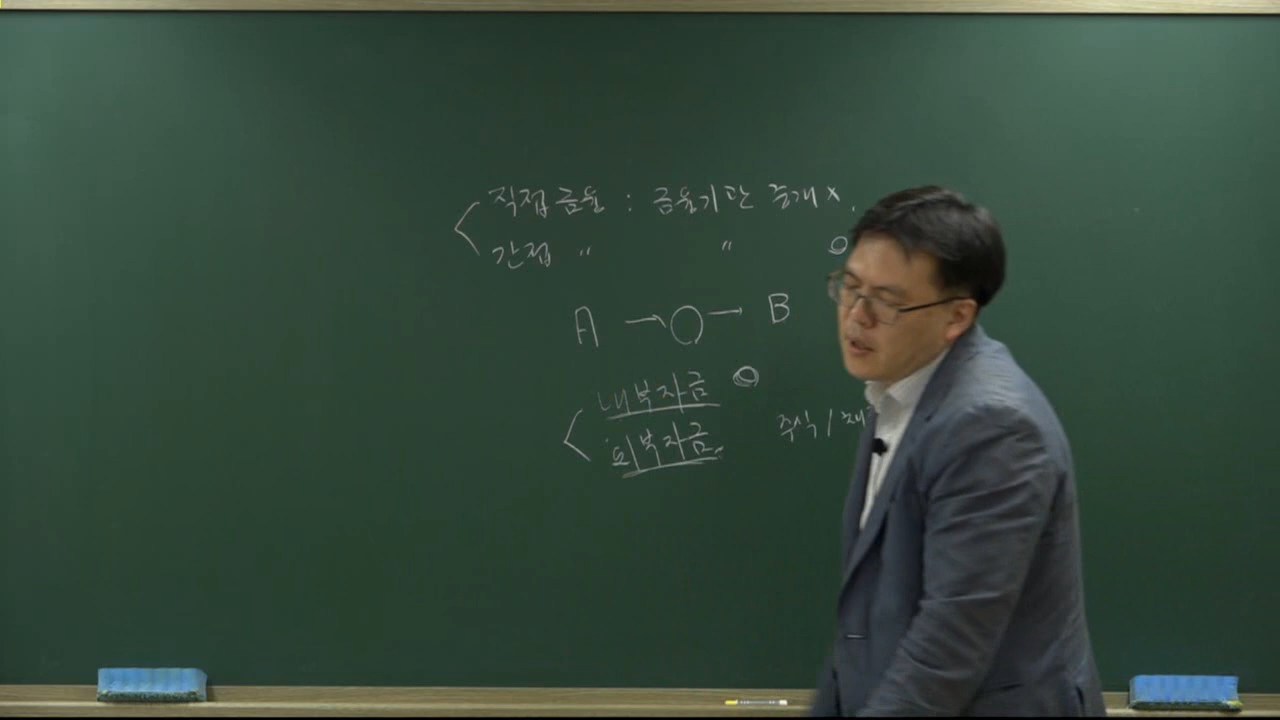 직접금융 : 금융기관 중개 x.
간접 〃 〃 O
A → O → B
내부자금 O
외부자금. 주식 /